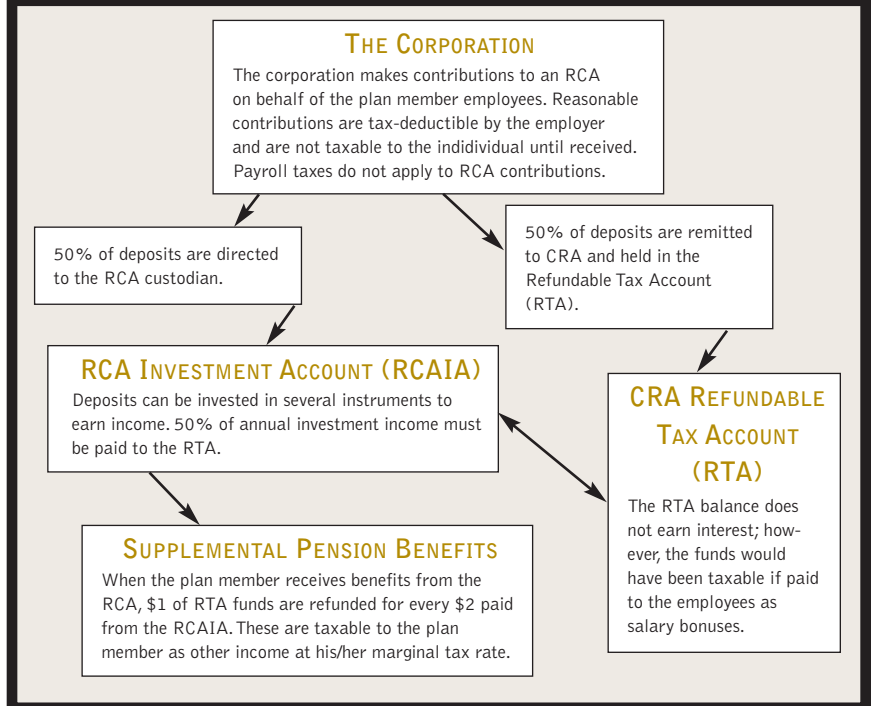 THE CORPORATION
The corporation makes contributions to an RCA
on behalf of the plan member employees. Reasonable
contributions are tax-deductible by the employer
and are not taxable to the indidividual until received.
Payroll taxes do not apply to RCA contributions.
50% of deposits are directed
to the RCA custodian.
50% of deposits are remitted
to CRA and held in the
Refundable Tax Account
(RTA).
RCA INVESTMENT ACCOUNT (RCAIA)
Deposits can be invested in several instruments to
earn income. 50% of annual investment income must
be paid to the RTA.
CRA REFUNDABLE
TAX ACCOUNT
(RTA)
The RTA balance does
not earn interest; how-
ever, the funds would
have been taxable if paid
to the employees as
salary bonuses.
SUPPLEMENTAL PENSION BENEFITS
When the plan member receives benefits from the
RCA, $1 of RTA funds are refunded for every $2 paid
from the RCAIA. These are taxable to the plan
member as other income at his/her marginal tax rate.